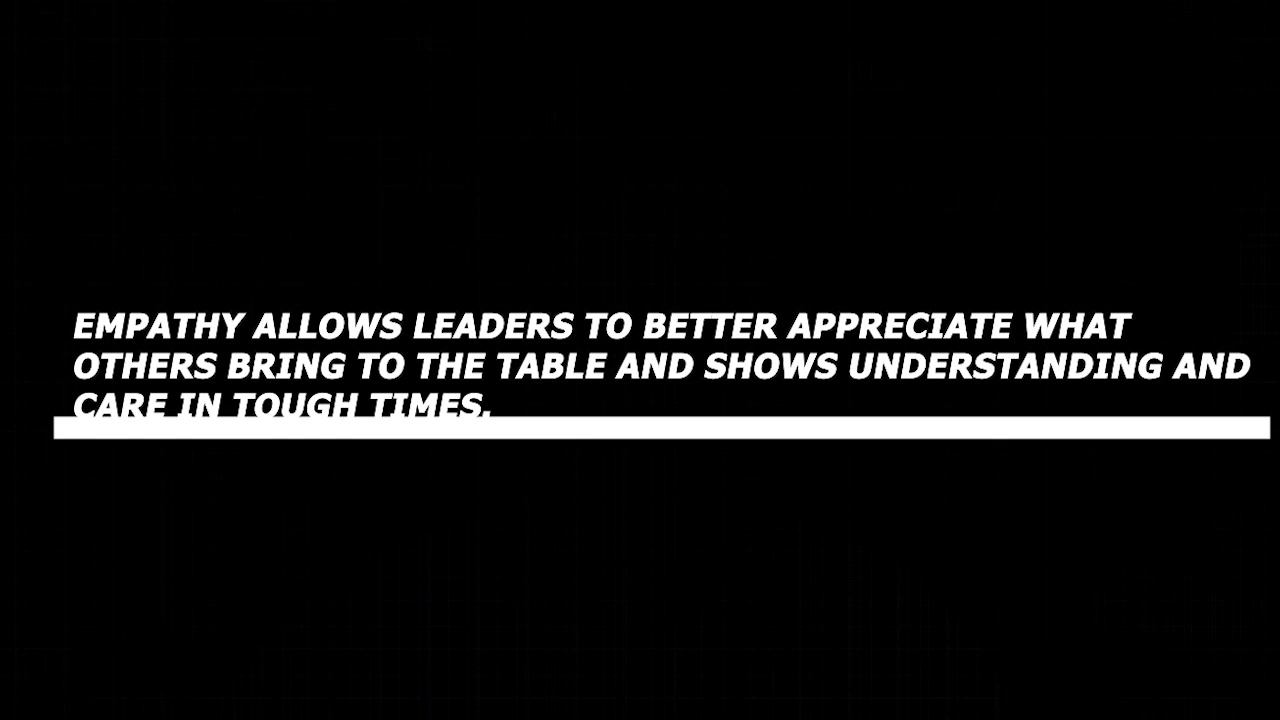 EMPATHY ALLOWS LEADERS TO BETTER APPRECIATE WHAT
OTHERS BRING TO THE TABLE AND SHOWS UNDERSTANDING AND
CARE IN TOUGH TIMES.